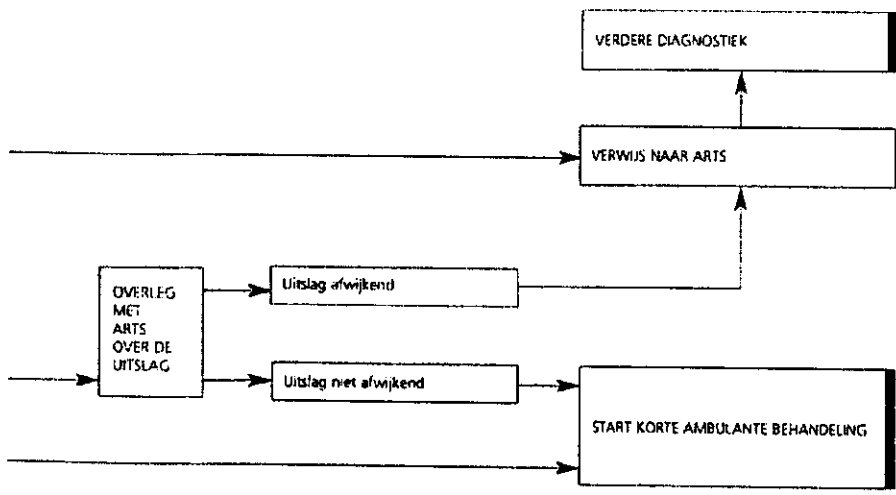 VERDERE DIAGNOSTIEK
VERWIJS NAAR ARTS
OVERLEG
MET
ARTS
OVER DE
UITSLAG
Uitslag afwijkend
Uitslag niet afwijkend
START KORTE AMBULANTE BEHANDELING